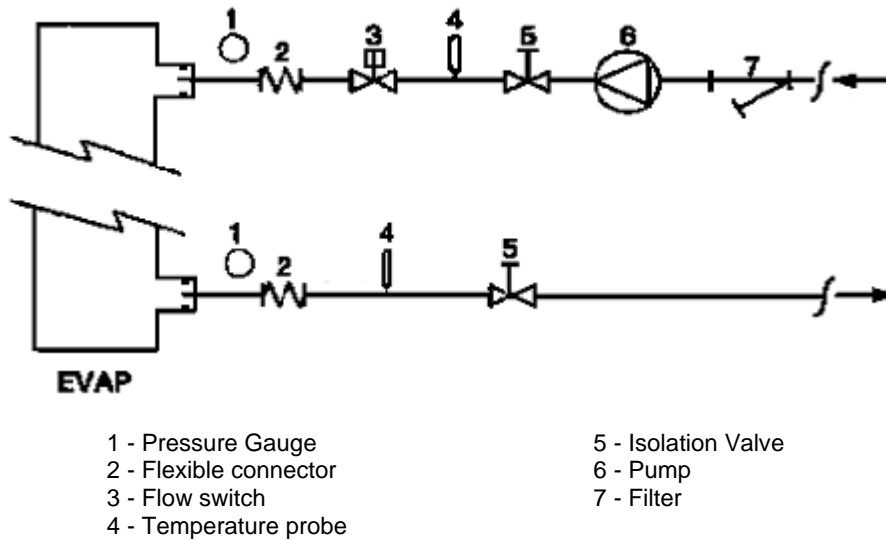 1
2
3
4
5
6
7
1
2
4
5
EVAP
1 - Pressure Gauge
2 - Flexible connector
3 - Flow switch
4 - Temperature probe
5 - Isolation Valve
6 - Pump
7 - Filter